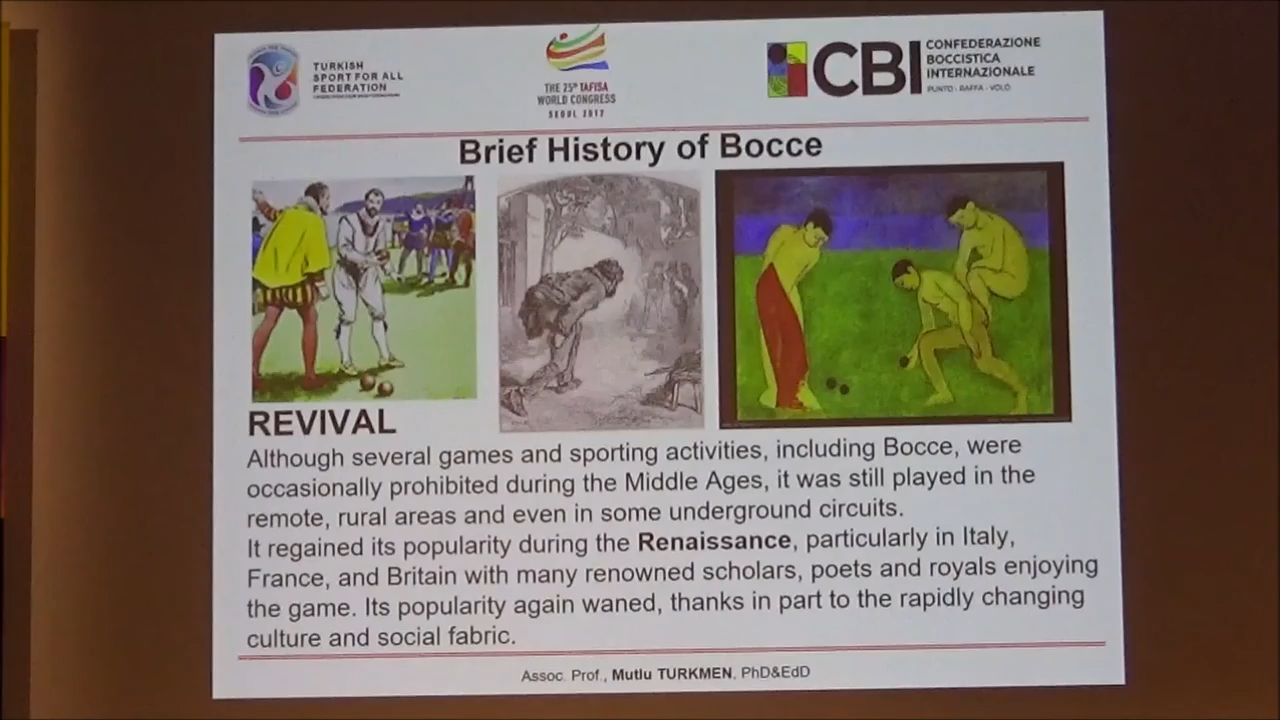 TURKISH
SPORT FOR ALL
FEDERATION
THE 25th TAFISA
WORLD CONGRESS
SEOUL 2017
CBI
CONFEDERAZIONE
BOCCISTICA
INTERNAZIONALE
PUNTO - RAFFA - VOLO
Brief History of Bocce
REVIVAL
Although several games and sporting activities, including Bocce, were
occasionally prohibited during the Middle Ages, it was still played in the
remote, rural areas and even in some underground circuits.
It regained its popularity during the Renaissance, particularly in Italy,
France, and Britain with many renowned scholars, poets and royals enjoying
the game. Its popularity again waned, thanks in part to the rapidly changing
culture and social fabric.
Assoc. Prof., Mutlu TURKMEN, PhD&EdD